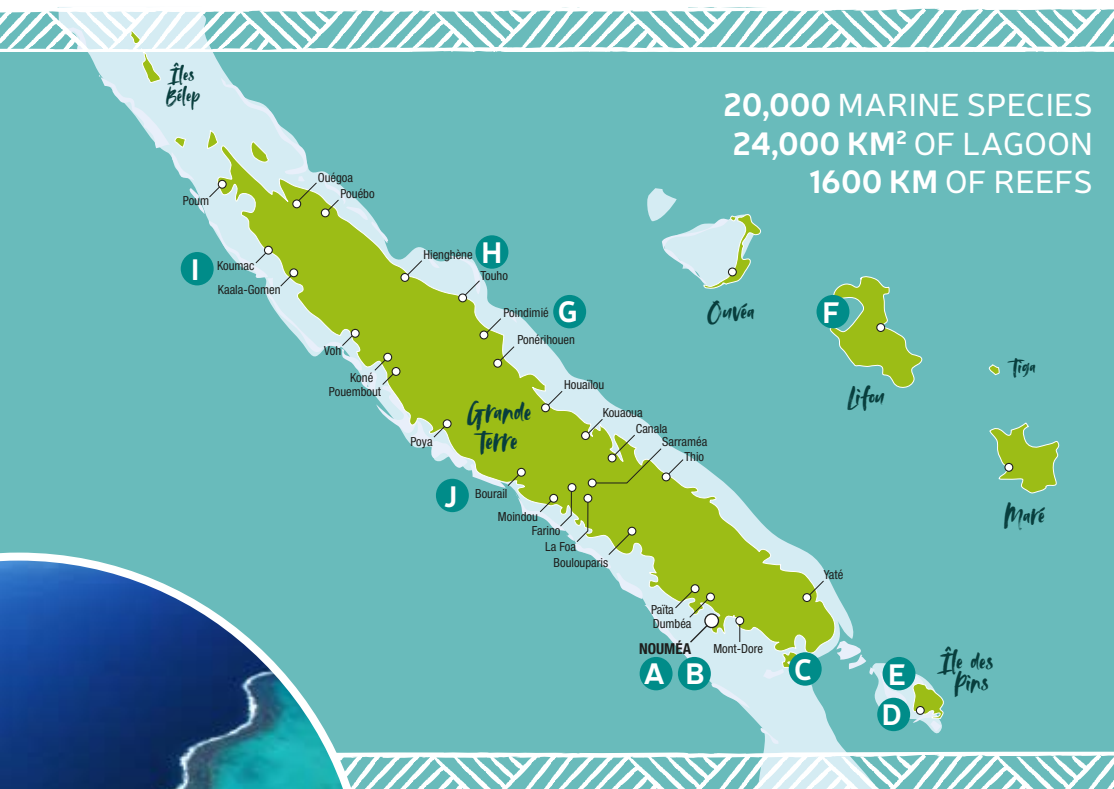 Îles
Bélep
20,000 MARINE SPECIES
24,000 KM² OF LAGOON
1600 KM OF REEFS
Ouégoa
Poum
Pouébo
Hienghène
H
I
Koumac
Touho
Kaala-Gomen
Poindimié
G
Ouvéa
F
Ponérihouen
Voh
Koné
Pouembout
Tiga
Lifou
Houaïlou
Grande
Terre
Kouaoua
Canala
Poya
Sarraméa
Thio
J
Bourail
Moindou
Maré
Farino
La Foa
Boulouparis
Yaté
Païta
Dumbéa
NOUMÉA
Mont-Dore
A
B
C
Île des
Pins
E
D